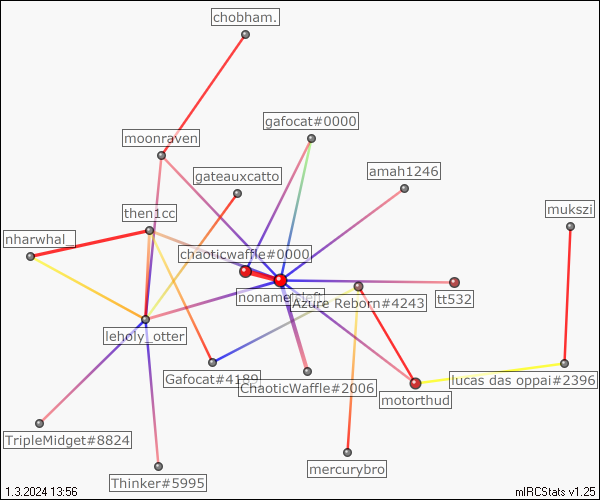 chobham.
gafocat#0000
moonraven
gateauxcatto
amah1246
then1cc
mukszi
nharwhal_
chaoticwaffle#0000
Azure Reborn#4243
tt532
leholy_otter
Gafocat#4189
ChaoticWaffle#2006
lucas das oppai#2396
motorthud
TripleMidget#8824
mercurybro
Thinker#5995
1.3.2024 13:56
mIRCStats v1.25